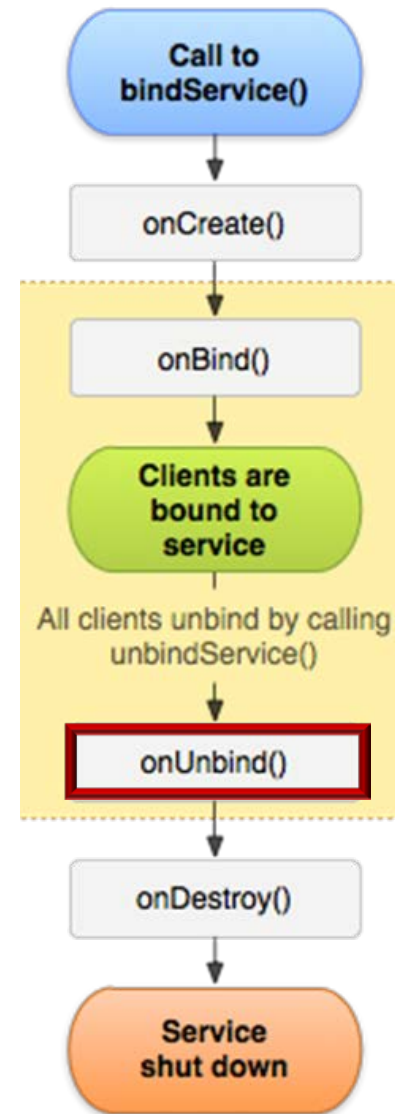 Call to
bindService()
onCreate()
onBind()
Clients are
bound to
service
All clients unbind by calling
unbindService()
onUnbind()
onDestroy()
Service
shut down